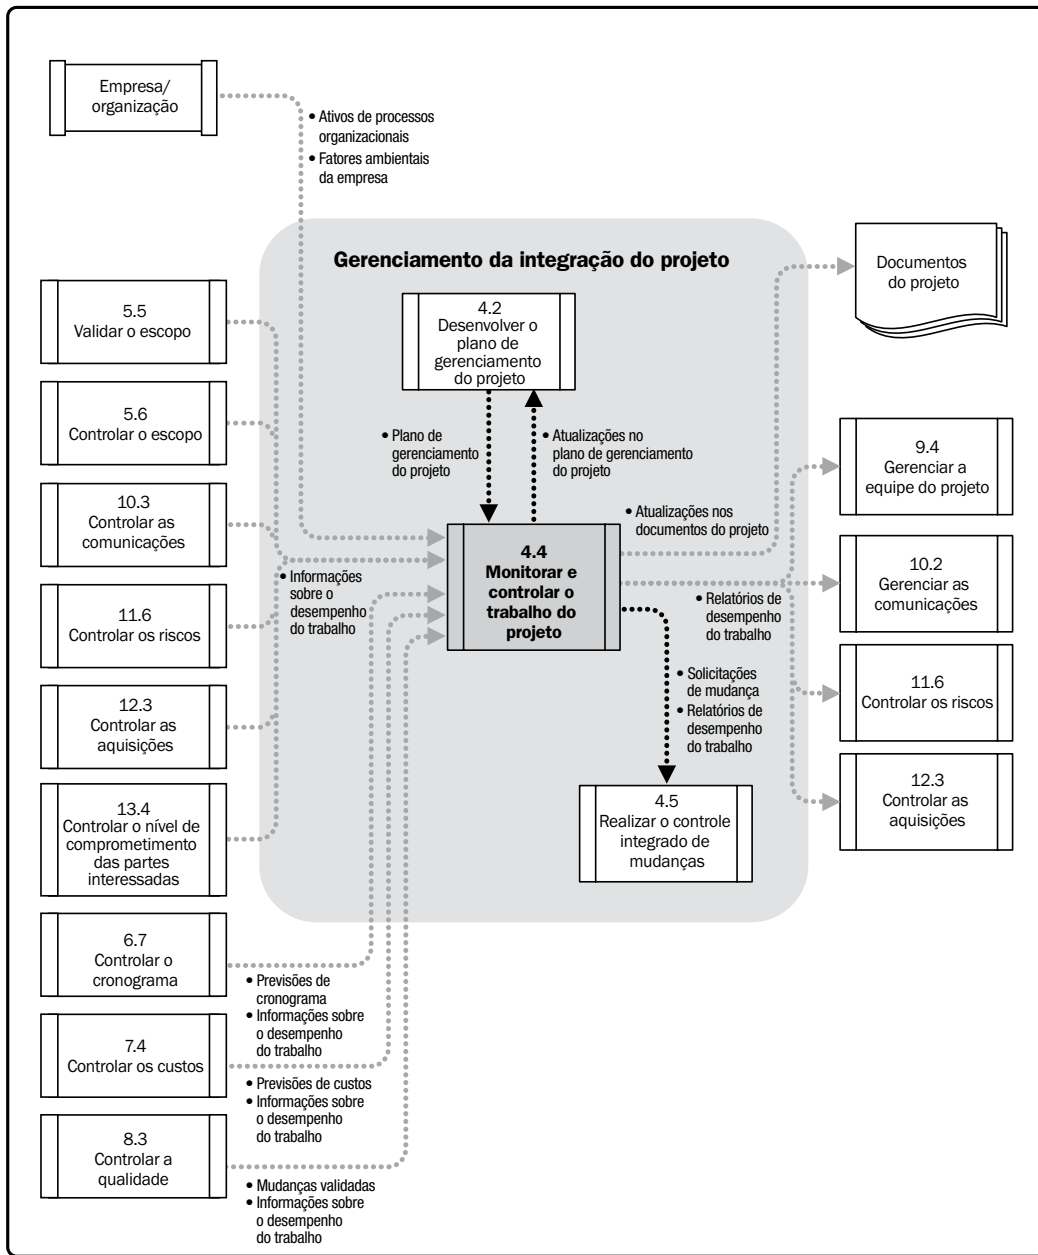 Empresa/
organização
• Ativos de processos
organizacionais
• Fatores ambientais
da empresa
Gerenciamento da integração do projeto
Documentos
do projeto
5.5
Validar o escopo
4.2
Desenvolver o
plano de
gerenciamento
do projeto
5.6
Controlar o escopo
• Plano de
gerenciamento
do projeto
• Atualizações no
plano de gerenciamento
do projeto
9.4
Gerenciar a
equipe do projeto
10.3
Controlar as
comunicações
• Atualizações nos
documentos do projeto
4.4
Monitorar e
controlar o
trabalho do
projeto
10.2
Gerenciar as
comunicações
• Informações
sobre o
desempenho
do trabalho
• Relatórios de
desempenho
do trabalho
11.6
Controlar os riscos
• Solicitações
de mudança
• Relatórios de
desempenho
do trabalho
11.6
Controlar os riscos
12.3
Controlar as
aquisições
12.3
Controlar as
aquisições
13.4
Controlar o nível de
comprometimento
das partes
interessadas
4.5
Realizar o controle
integrado de
mudanças
6.7
Controlar o
cronograma
• Previsões de
cronograma
• Informações sobre
o desempenho
do trabalho
7.4
Controlar os custos
• Previsões de custos
• Informações sobre
o desempenho
do trabalho
8.3
Controlar a
qualidade
• Mudanças validadas
• Informações sobre
o desempenho
do trabalho